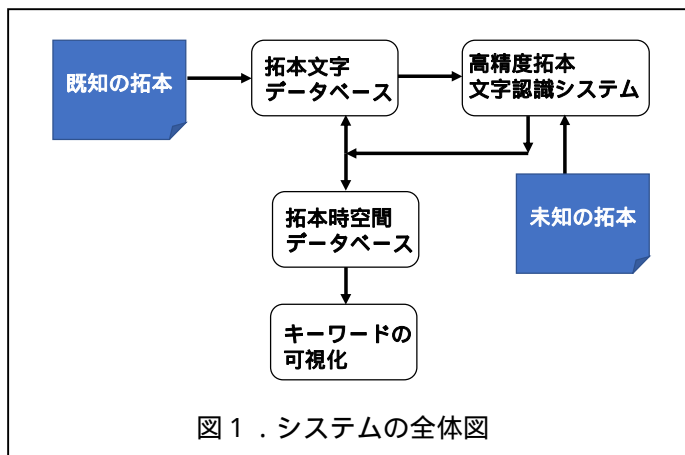 既知の拓本
拓本文字
データベース
高精度拓本
文字認識システム
拓本時空間
データベース
未知の拓本
キーワードの
可視化
図1．システムの全体図